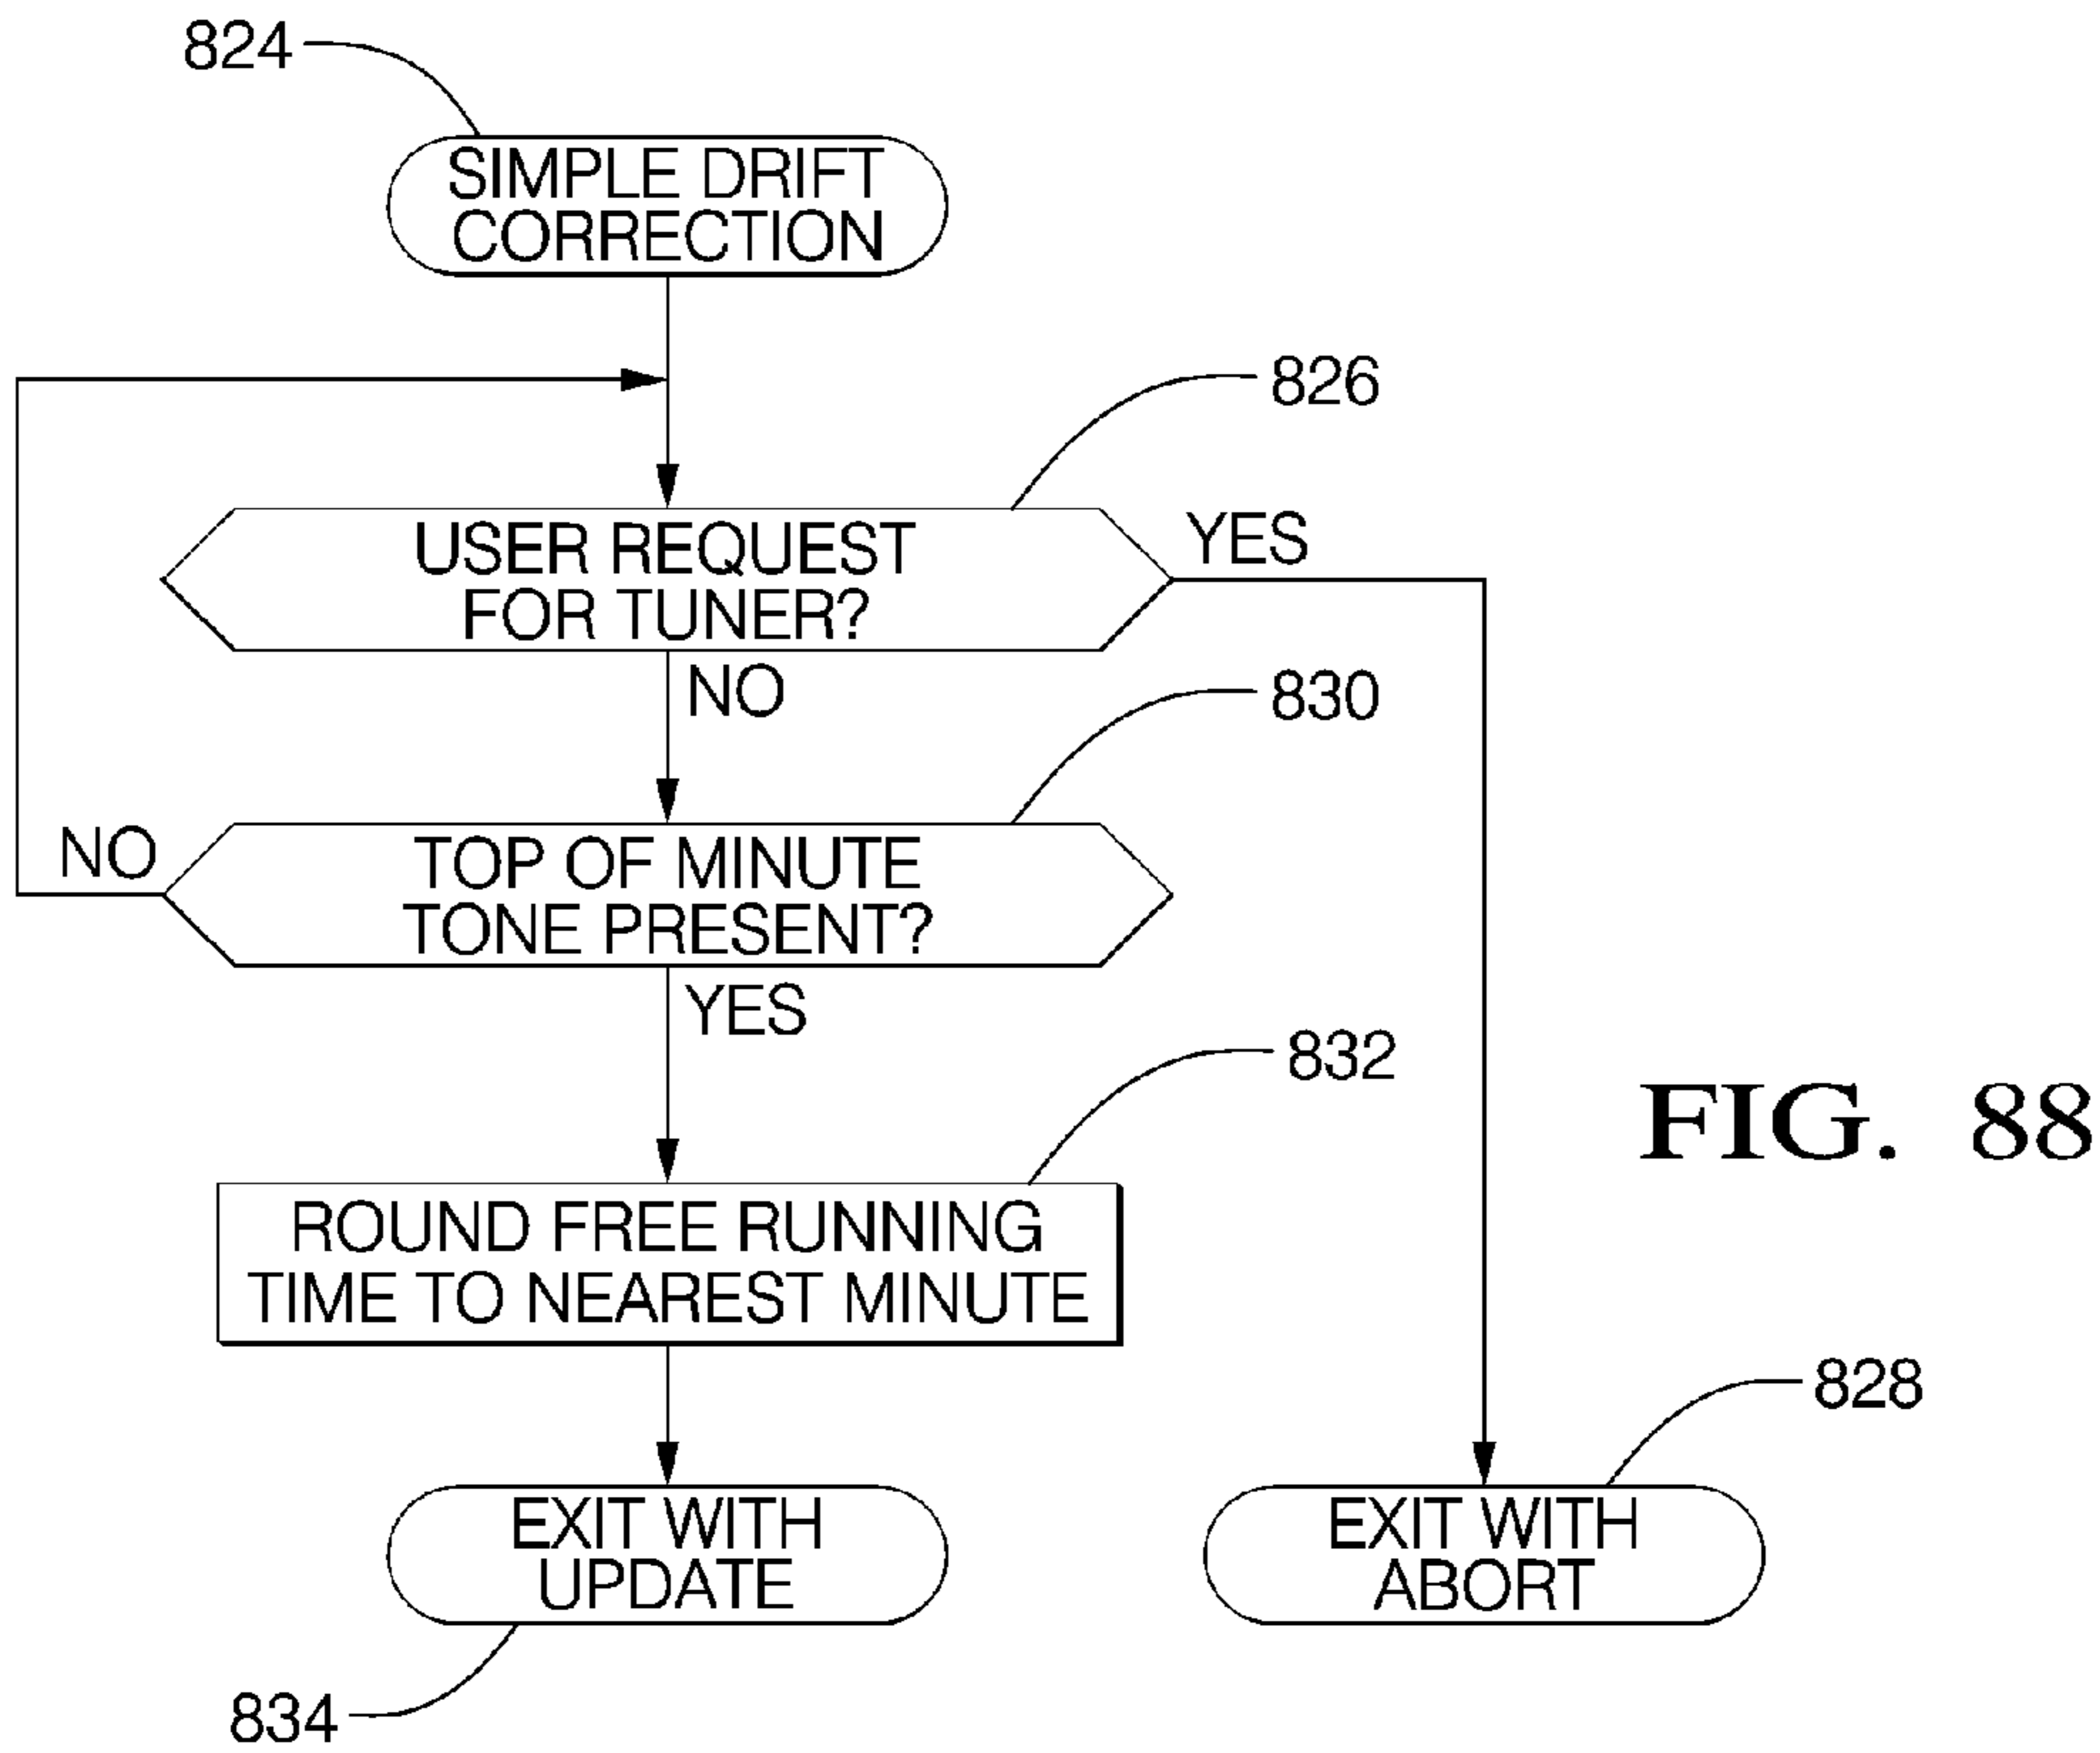 824
SIMPLE DRIFT
CORRECTION
826
USER REQUEST
FOR TUNER?
YES
NO
830
TOP OF MINUTE
TONE PRESENT?
NO
YES
832
ROUND FREE RUNNING
TIME TO NEAREST MINUTE
FIG. 88
828
EXIT WITH
UPDATE
EXIT WITH
ABORT
834